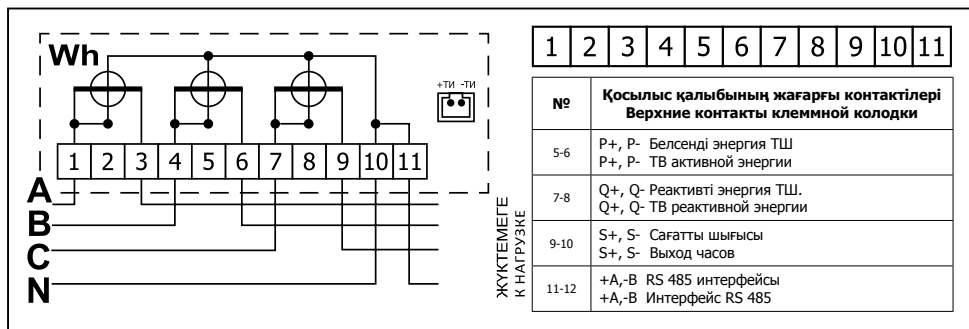 Wh
+ТИ -ТИ
1 2 3 4 5 6 7 8 9 10 11
A
B
C
N
ЖҮКТЕМЕГЕ
К НАГРУЗКЕ
1 2 3 4 5 6 7 8 9 10 11
№
Қосылыс қалыбының жағарғы контактілері
Верхние контакты клеммной колодки
5-6
P+, P- Белсенді энергия ТШ
P+, P- ТВ активной энергии
7-8
Q+, Q- Реактивті энергия ТШ.
Q+, Q- ТВ реактивной энергии
9-10
S+, S- Сағатты шығысы
S+, S- Выход часов
11-12
+A,-B RS 485 интерфейсы
+A,-B Интерфейс RS 485